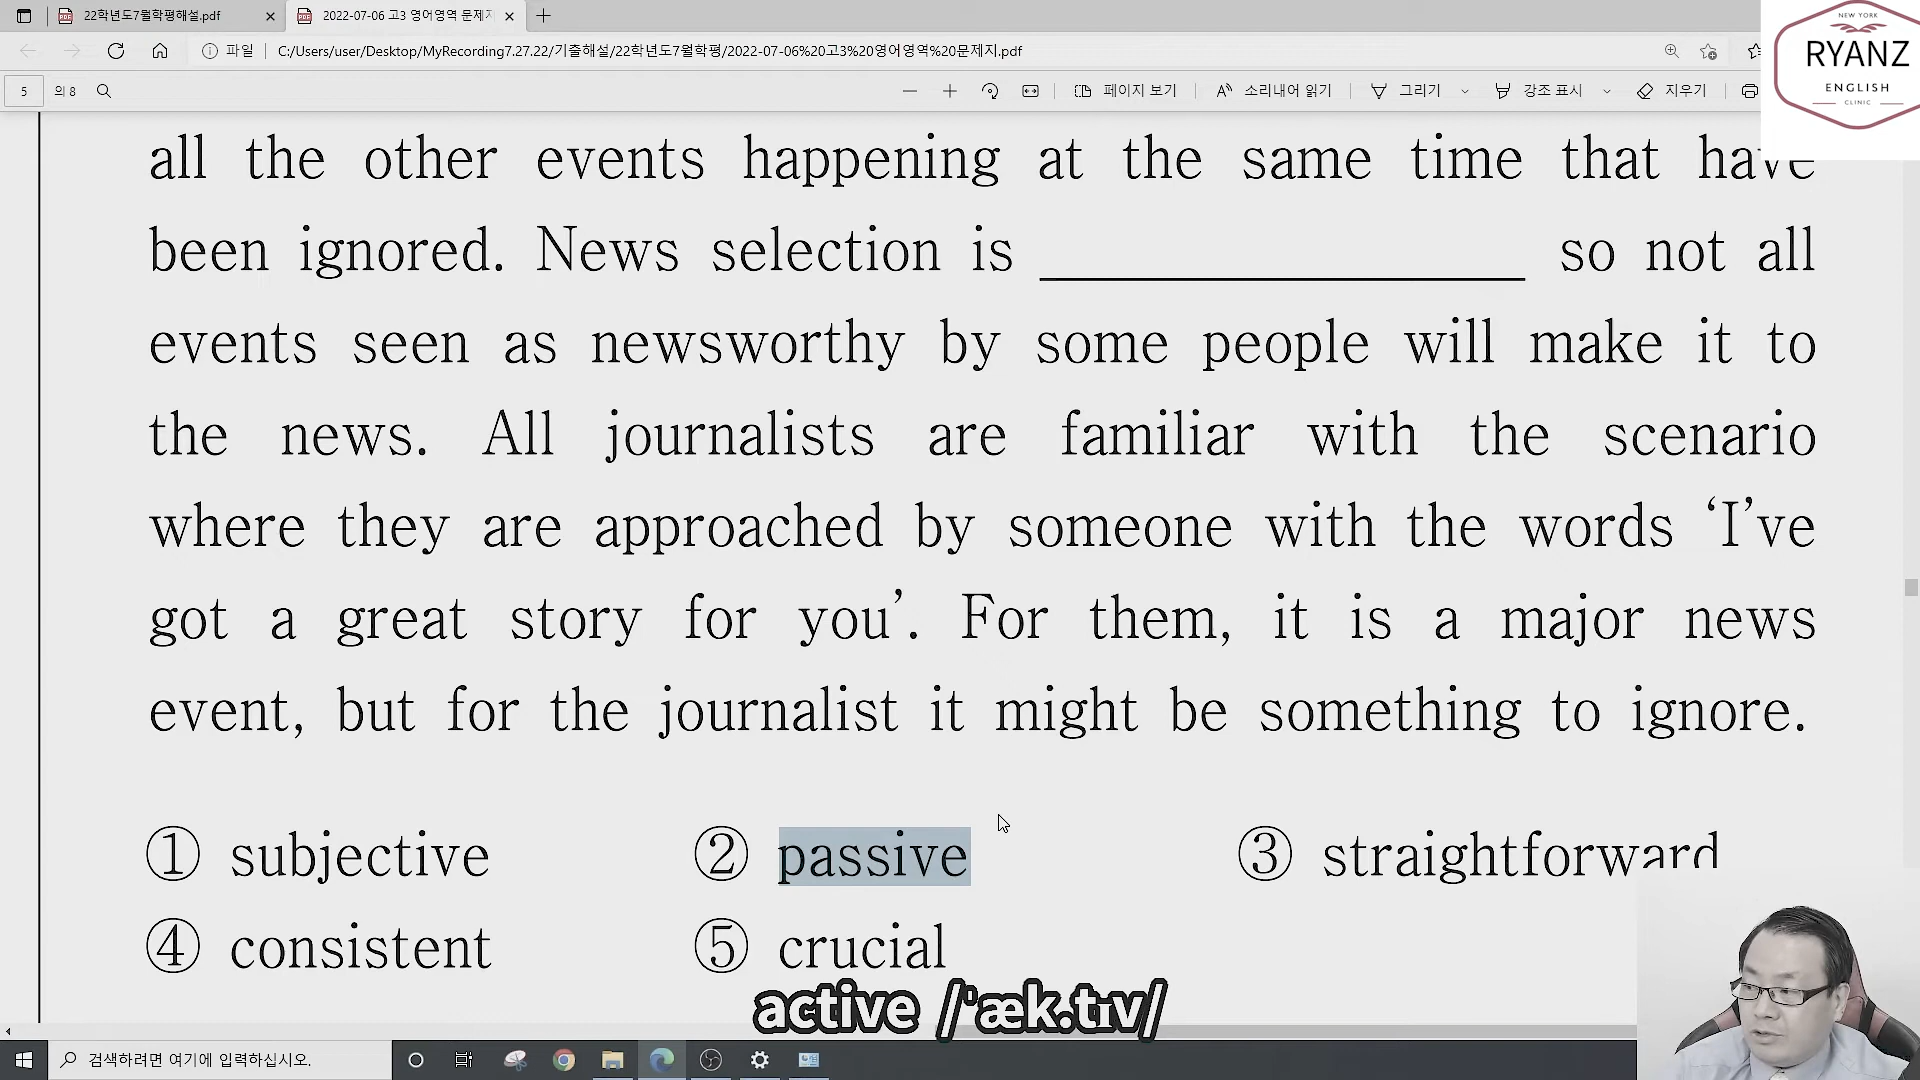 22학년도7월학평해설.pdf
2022-07-06 고3 영어영역 문제지
파일 C:/Users/user/Desktop/MyRecording7.27.22/기출해설/22학년도7월학평/2022-07-06%20고3%20영어영역%20문제지.pdf
5 의 8 페이지 보기 소리내어 읽기 그리기 강조 표시 지우기
NEW YORK
RYANZ
ENGLISH
CLINIC
all the other events happening at the same time that have
been ignored. News selection is ____________ so not all
events seen as newsworthy by some people will make it to
the news. All journalists are familiar with the scenario
where they are approached by someone with the words ‘I’ve
got a great story for you’. For them, it is a major news
event, but for the journalist it might be something to ignore.
① subjective ② passive ③ straightforward
④ consistent ⑤ crucial
active /ˈæk.tɪv/
검색하려면 여기에 입력하십시오.